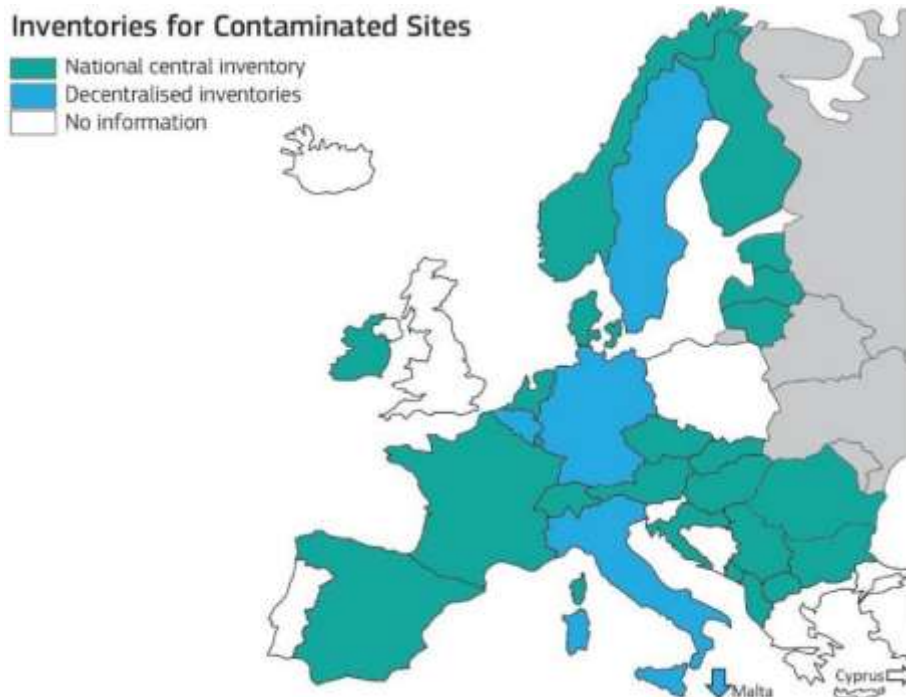 Inventories for Contaminated Sites
National central inventory
Decentralised inventories
No information
Cyprus
Malta